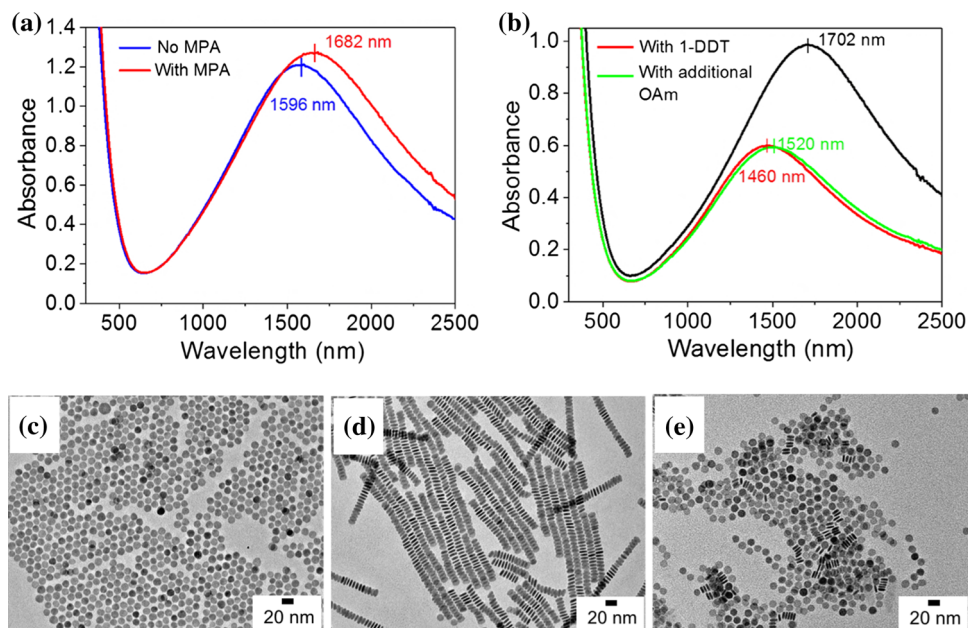 (a)
1.4
1.2
1.0
0.8
0.6
0.4
0.2
0.0
Absorbance
No MPA
With MPA
1682 nm
1596 nm
500
1000
1500
2000
2500
Wavelength (nm)
(b)
1.0
0.8
0.6
0.4
0.2
0.0
Absorbance
With 1-DDT
With additional
OAm
1702 nm
1520 nm
1460 nm
500
1000
1500
2000
2500
Wavelength (nm)
(c)
20 nm
(d)
20 nm
(e)
20 nm